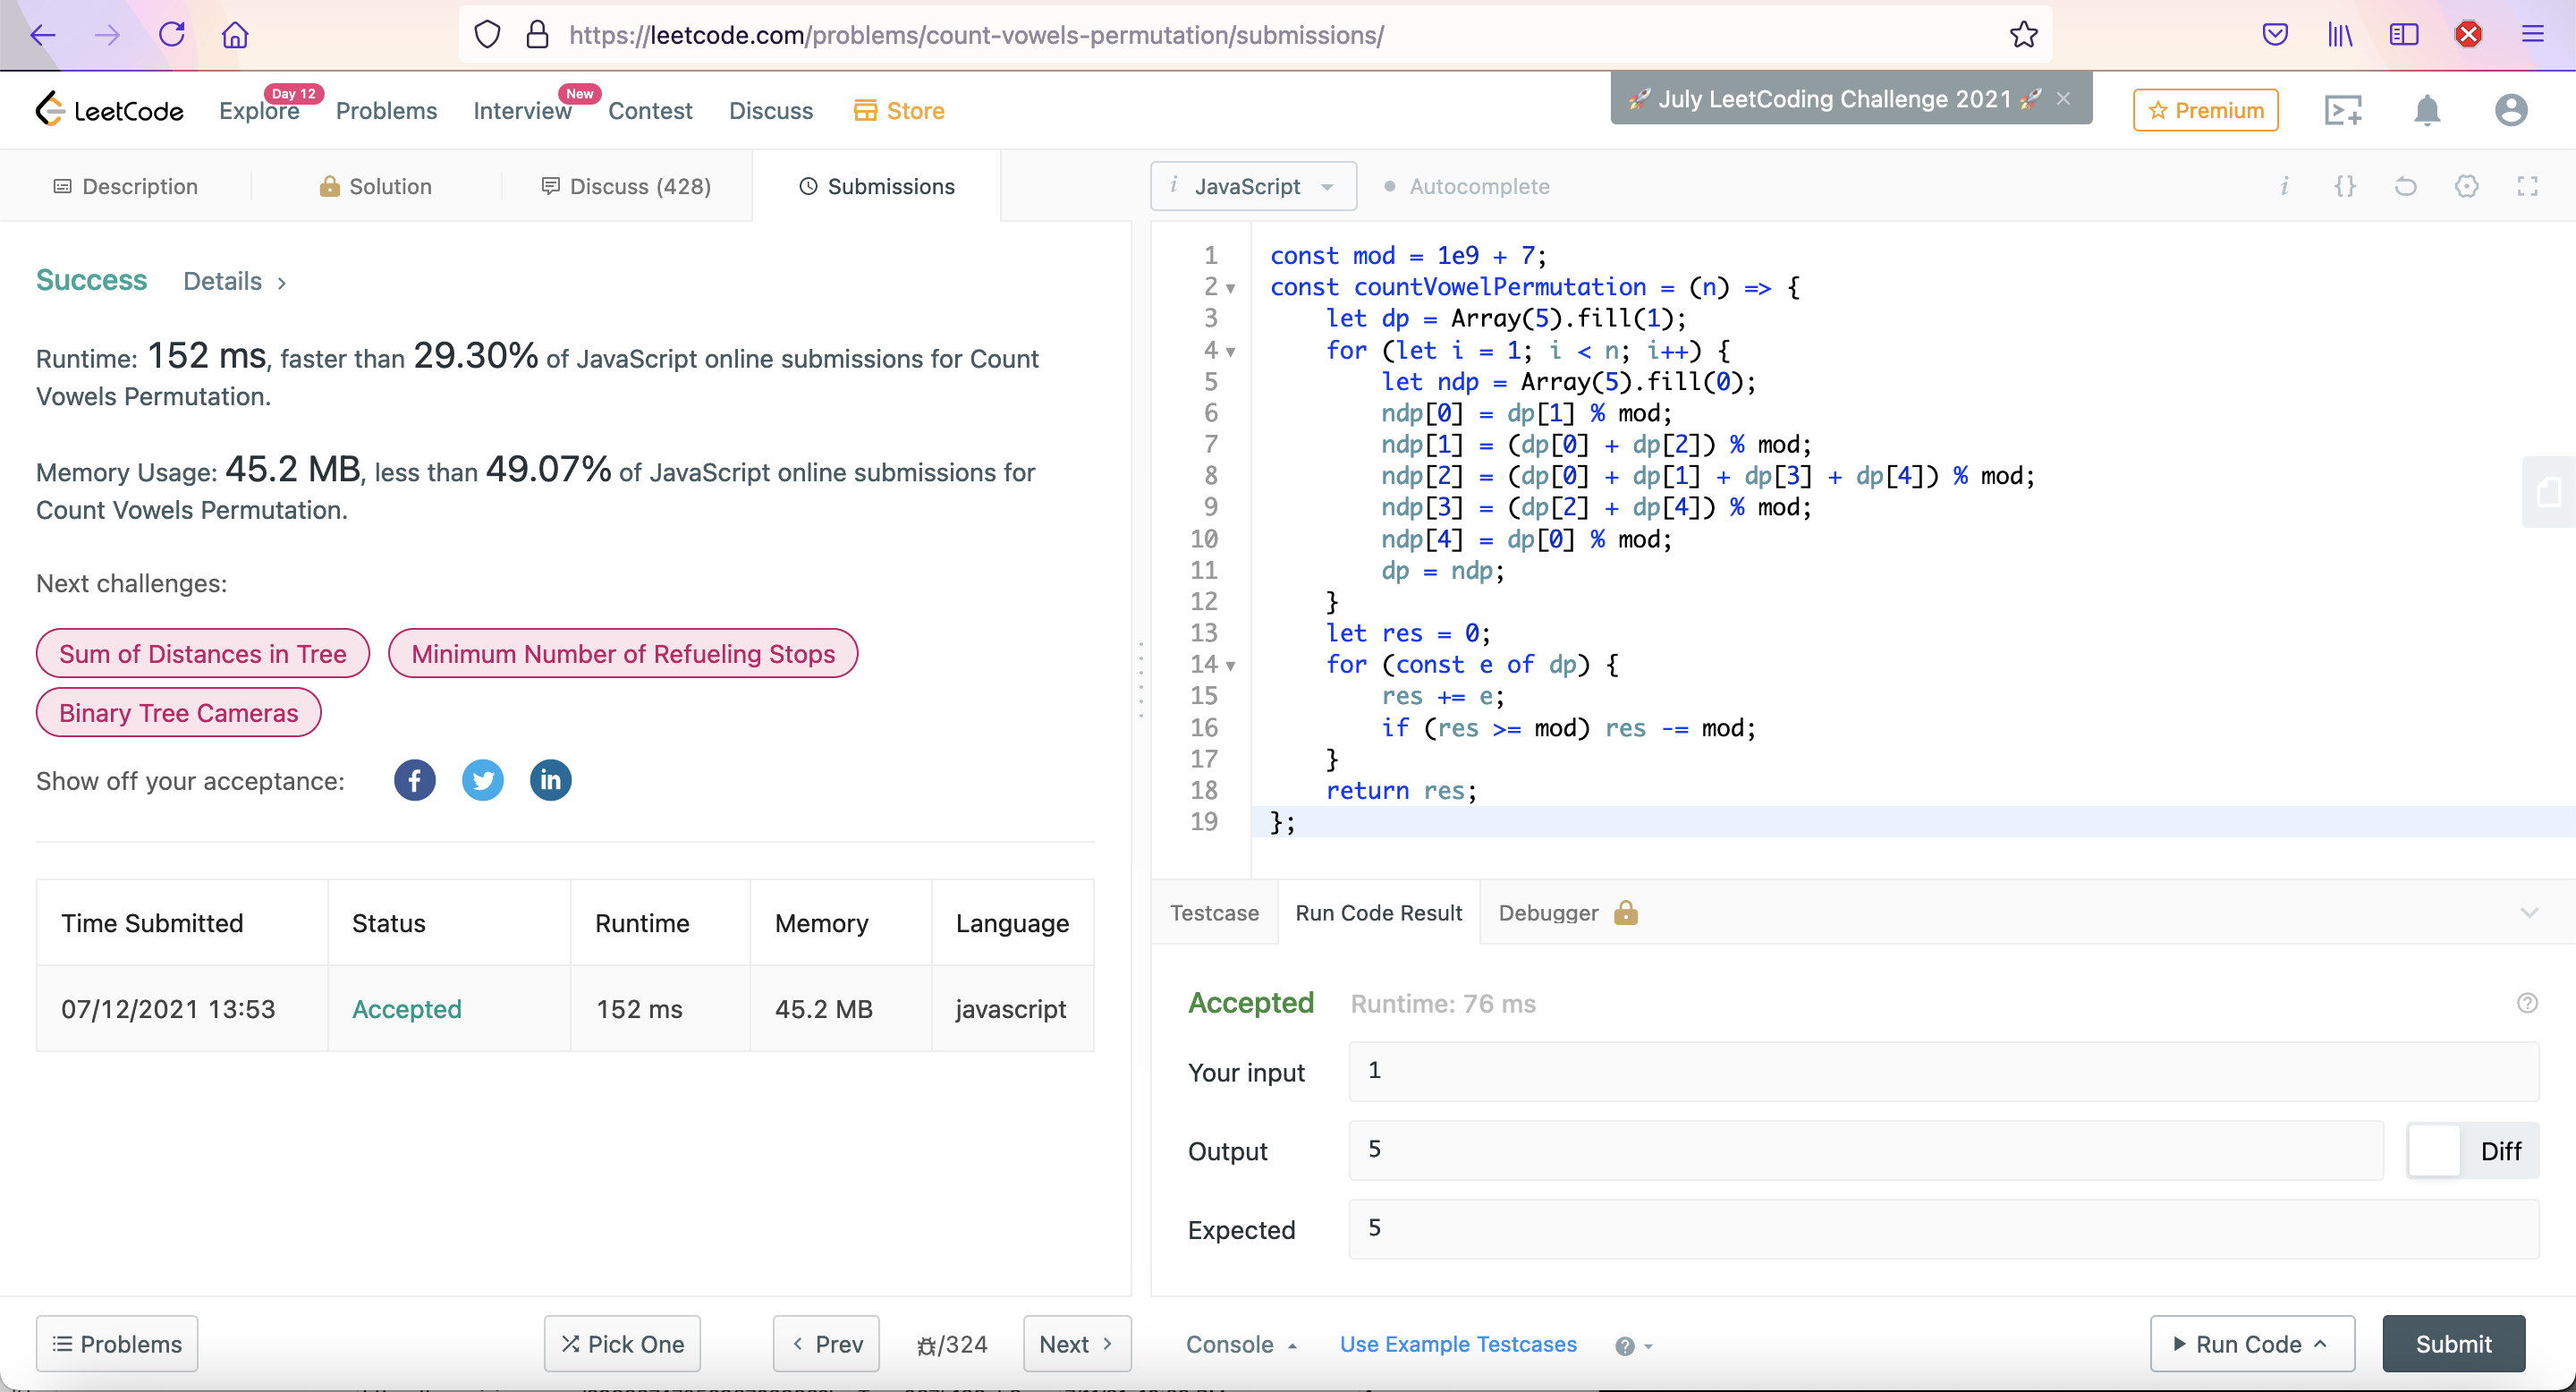 https://leetcode.com/problems/count-vowels-permutation/submissions/
LeetCode Explore Day 12 Problems Interview New Contest Discuss Store
🚀 July LeetCoding Challenge 2021 🚀 ×
Premium
Description Solution Discuss (428) Submissions
i JavaScript Autocomplete
Success Details >
Runtime: 152 ms, faster than 29.30% of JavaScript online submissions for Count
Vowels Permutation.
Memory Usage: 45.2 MB, less than 49.07% of JavaScript online submissions for
Count Vowels Permutation.
Next challenges:
Sum of Distances in Tree Minimum Number of Refueling Stops
Binary Tree Cameras
Show off your acceptance:
Time Submitted Status Runtime Memory Language
07/12/2021 13:53 Accepted 152 ms 45.2 MB javascript
1 const mod = 1e9 + 7;
2 const countVowelPermutation = (n) => {
3 let dp = Array(5).fill(1);
4 for (let i = 1; i < n; i++) {
5 let ndp = Array(5).fill(0);
6 ndp[0] = dp[1] % mod;
7 ndp[1] = (dp[0] + dp[2]) % mod;
8 ndp[2] = (dp[0] + dp[1] + dp[3] + dp[4]) % mod;
9 ndp[3] = (dp[2] + dp[4]) % mod;
10 ndp[4] = dp[0] % mod;
11 dp = ndp;
12 }
13 let res = 0;
14 for (const e of dp) {
15 res += e;
16 if (res >= mod) res -= mod;
17 }
18 return res;
19 };
Testcase Run Code Result Debugger
Accepted Runtime: 76 ms
Your input 1
Output 5 Diff
Expected 5
Problems Pick One Prev /324 Next
Console Use Example Testcases Run Code Submit